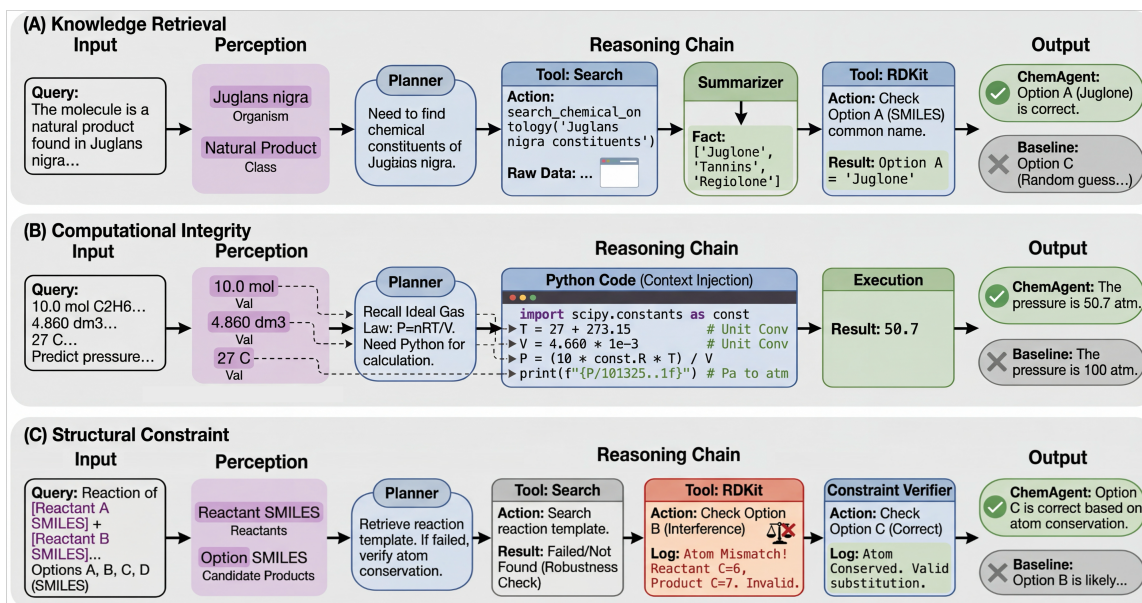 (A) Knowledge Retrieval
Input
Perception
Reasoning Chain
Output
Query:
The molecule is a
natural product
found in Juglans
nigra...
Juglans nigra
Organism
Natural Product
Class
Planner
Need to find
chemical
constituents of
Jugizios nigra.
Tool: Search
Action:
search_chemical_on
tology('Juglans
nigra constituents')
Raw Data: ...
Summarizer
Fact:
['Juglone',
'Tannins',
'Regiolone']
Tool: RDKit
Action: Check
Option A (SMILES)
common name.
Result: Option A
= 'Juglone'
ChemAgent:
Option A (Juglone)
is correct.
Baseline:
Option C
(Random guess...)
(B) Computational Integrity
Input
Perception
Reasoning Chain
Output
Query:
10.0 mol C2H6...
4.860 dm3...
27 C...
Predict pressure...
10.0 mol
Val
4.860 dm3
Val
27 C
Val
Planner
Recall Ideal Gas
Law: P=nRT/V.
Need Python for
calculation.
Python Code (Context Injection)
import scipy.constants as const
T = 27 + 273.15 # Unit Conv
V = 4.660 * 1e-3 # Unit Conv
P = (10 * const.R * T) / V
print(f"{P/101325..1f}") # Pa to atm
Execution
Result: 50.7
ChemAgent: The
pressure is 50.7 atm.
Baseline: The
pressure is 100 atm.
(C) Structural Constraint
Input
Perception
Reasoning Chain
Output
Query: Reaction of
[Reactant A
SMILES] +
[Reactant B
SMILES]...
Options A, B, C, D
(SMILES)
Reactant SMILES
Reactants
Option SMILES
Candidate Products
Planner
Retrieve reaction
template. If failed,
verify atom
conservation.
Tool: Search
Action: Search
reaction template.
Result: Failed/Not
Found (Robustness
Check)
Tool: RDKit
Action: Check Option
B (Interference)
Log: Atom Mismatch!
Reactant C=6,
Product C=7. Invalid.
Constraint Verifier
Action: Check
Option C (Correct)
Log: Atom
Conserved. Valid
substitution.
ChemAgent: Option
C is correct based on
atom conservation.
Baseline:
Option B is likely...